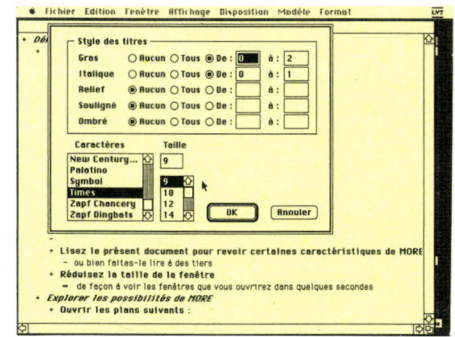 Fichier Edition Fenêtre Affichage Disposition Modèle Format
Style des titres
Gras Aucun Tous De : 0 à : 2
Italique Aucun Tous De : 0 à : 1
Relief Aucun Tous De : à :
Souligné Aucun Tous De : à :
Ombré Aucun Tous De : à :
Caractères Taille
New Century... 9
Palatino
Symbol 9
Times 10
Zapf Chancery 12
Zapf Dingbats 14
OK Annuler
+ Lisez le présent document pour revoir certaines caractéristiques de MORE
- ou bien faites-le lire à des tiers
+ Réduisez la taille de la fenêtre
- de façon à voir les fenêtres que vous ouvrirez dans quelques secondes
+ Explorer les possibilités de MORE
+ Ouvrir les plans suivants :